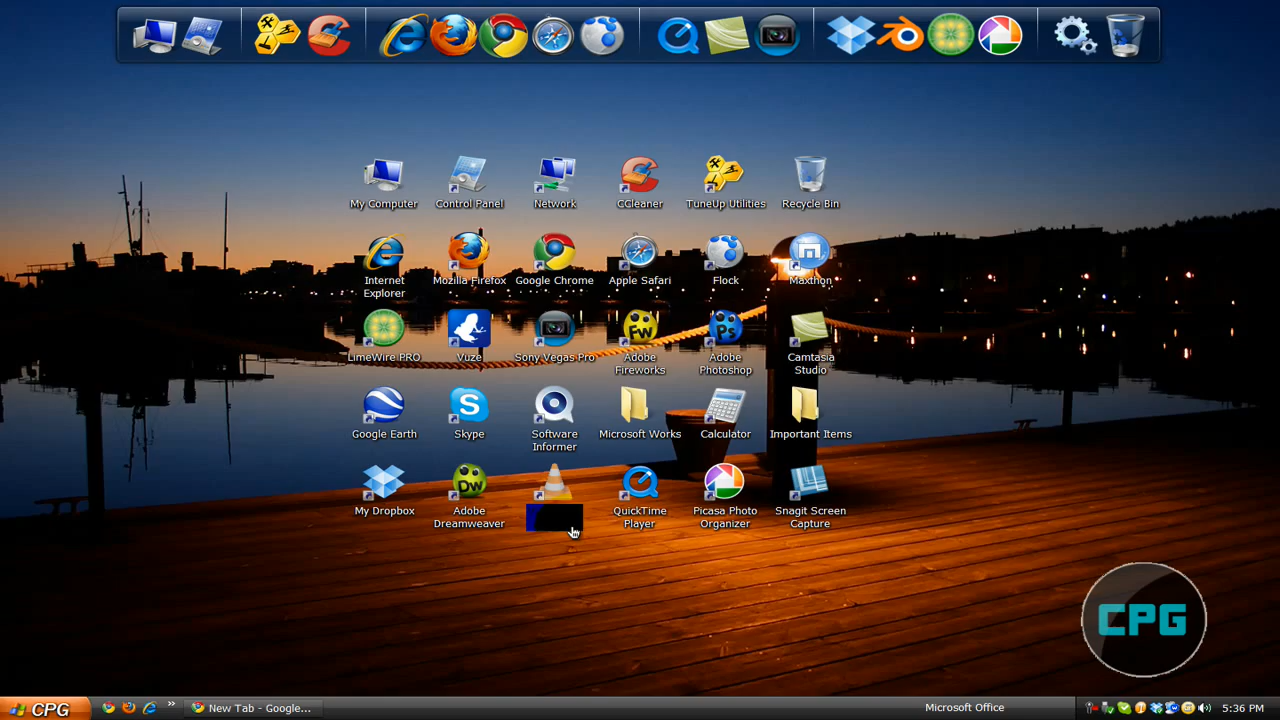 My Computer
Control Panel
Network
CCleaner
TuneUp Utilities
Recycle Bin
Internet
Explorer
Mozilla Firefox
Google Chrome
Apple Safari
Flock
Maxthon
LimeWire PRO
Vuze
Sony Vegas Pro
Fw
Adobe
Fireworks
Ps
Adobe
Photoshop
Camtasia
Studio
Google Earth
S
Skype
Software
Informer
Microsoft Works
Calculator
Important Items
My Dropbox
Dw
Adobe
Dreamweaver
QuickTime
Player
Picasa Photo
Organizer
Snagit Screen
Capture
CPG
CPG
New Tab - Google...
Microsoft Office
5:36 PM